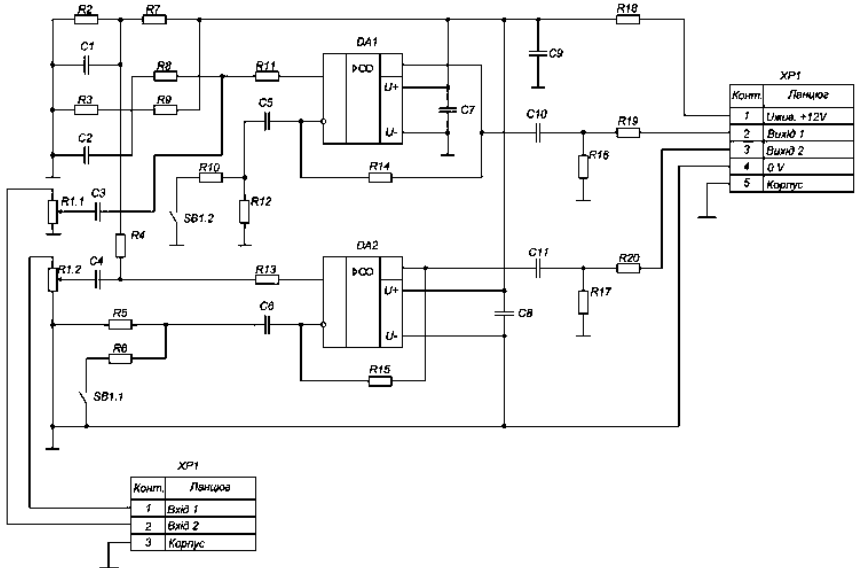 R2
R7
R18
C1
DA1
C9
R8
R11
XP1
Конт. Ланцюг
U+
C7
R3
R9
C5
C10
1 Uжив. +12V
R19
2 Вихід 1
C2
U-
3 Вихід 2
R14
R16
4 0 V
R10
5 Корпус
C3
R1.1
SB1.2
R12
R4
DA2
C4
C11
R1.2
R13
R20
U+
R17
R5
C6
C8
U-
R6
R15
SB1.1
XP1
Конт. Ланцюг
1 Вхід 1
2 Вхід 2
3 Корпус